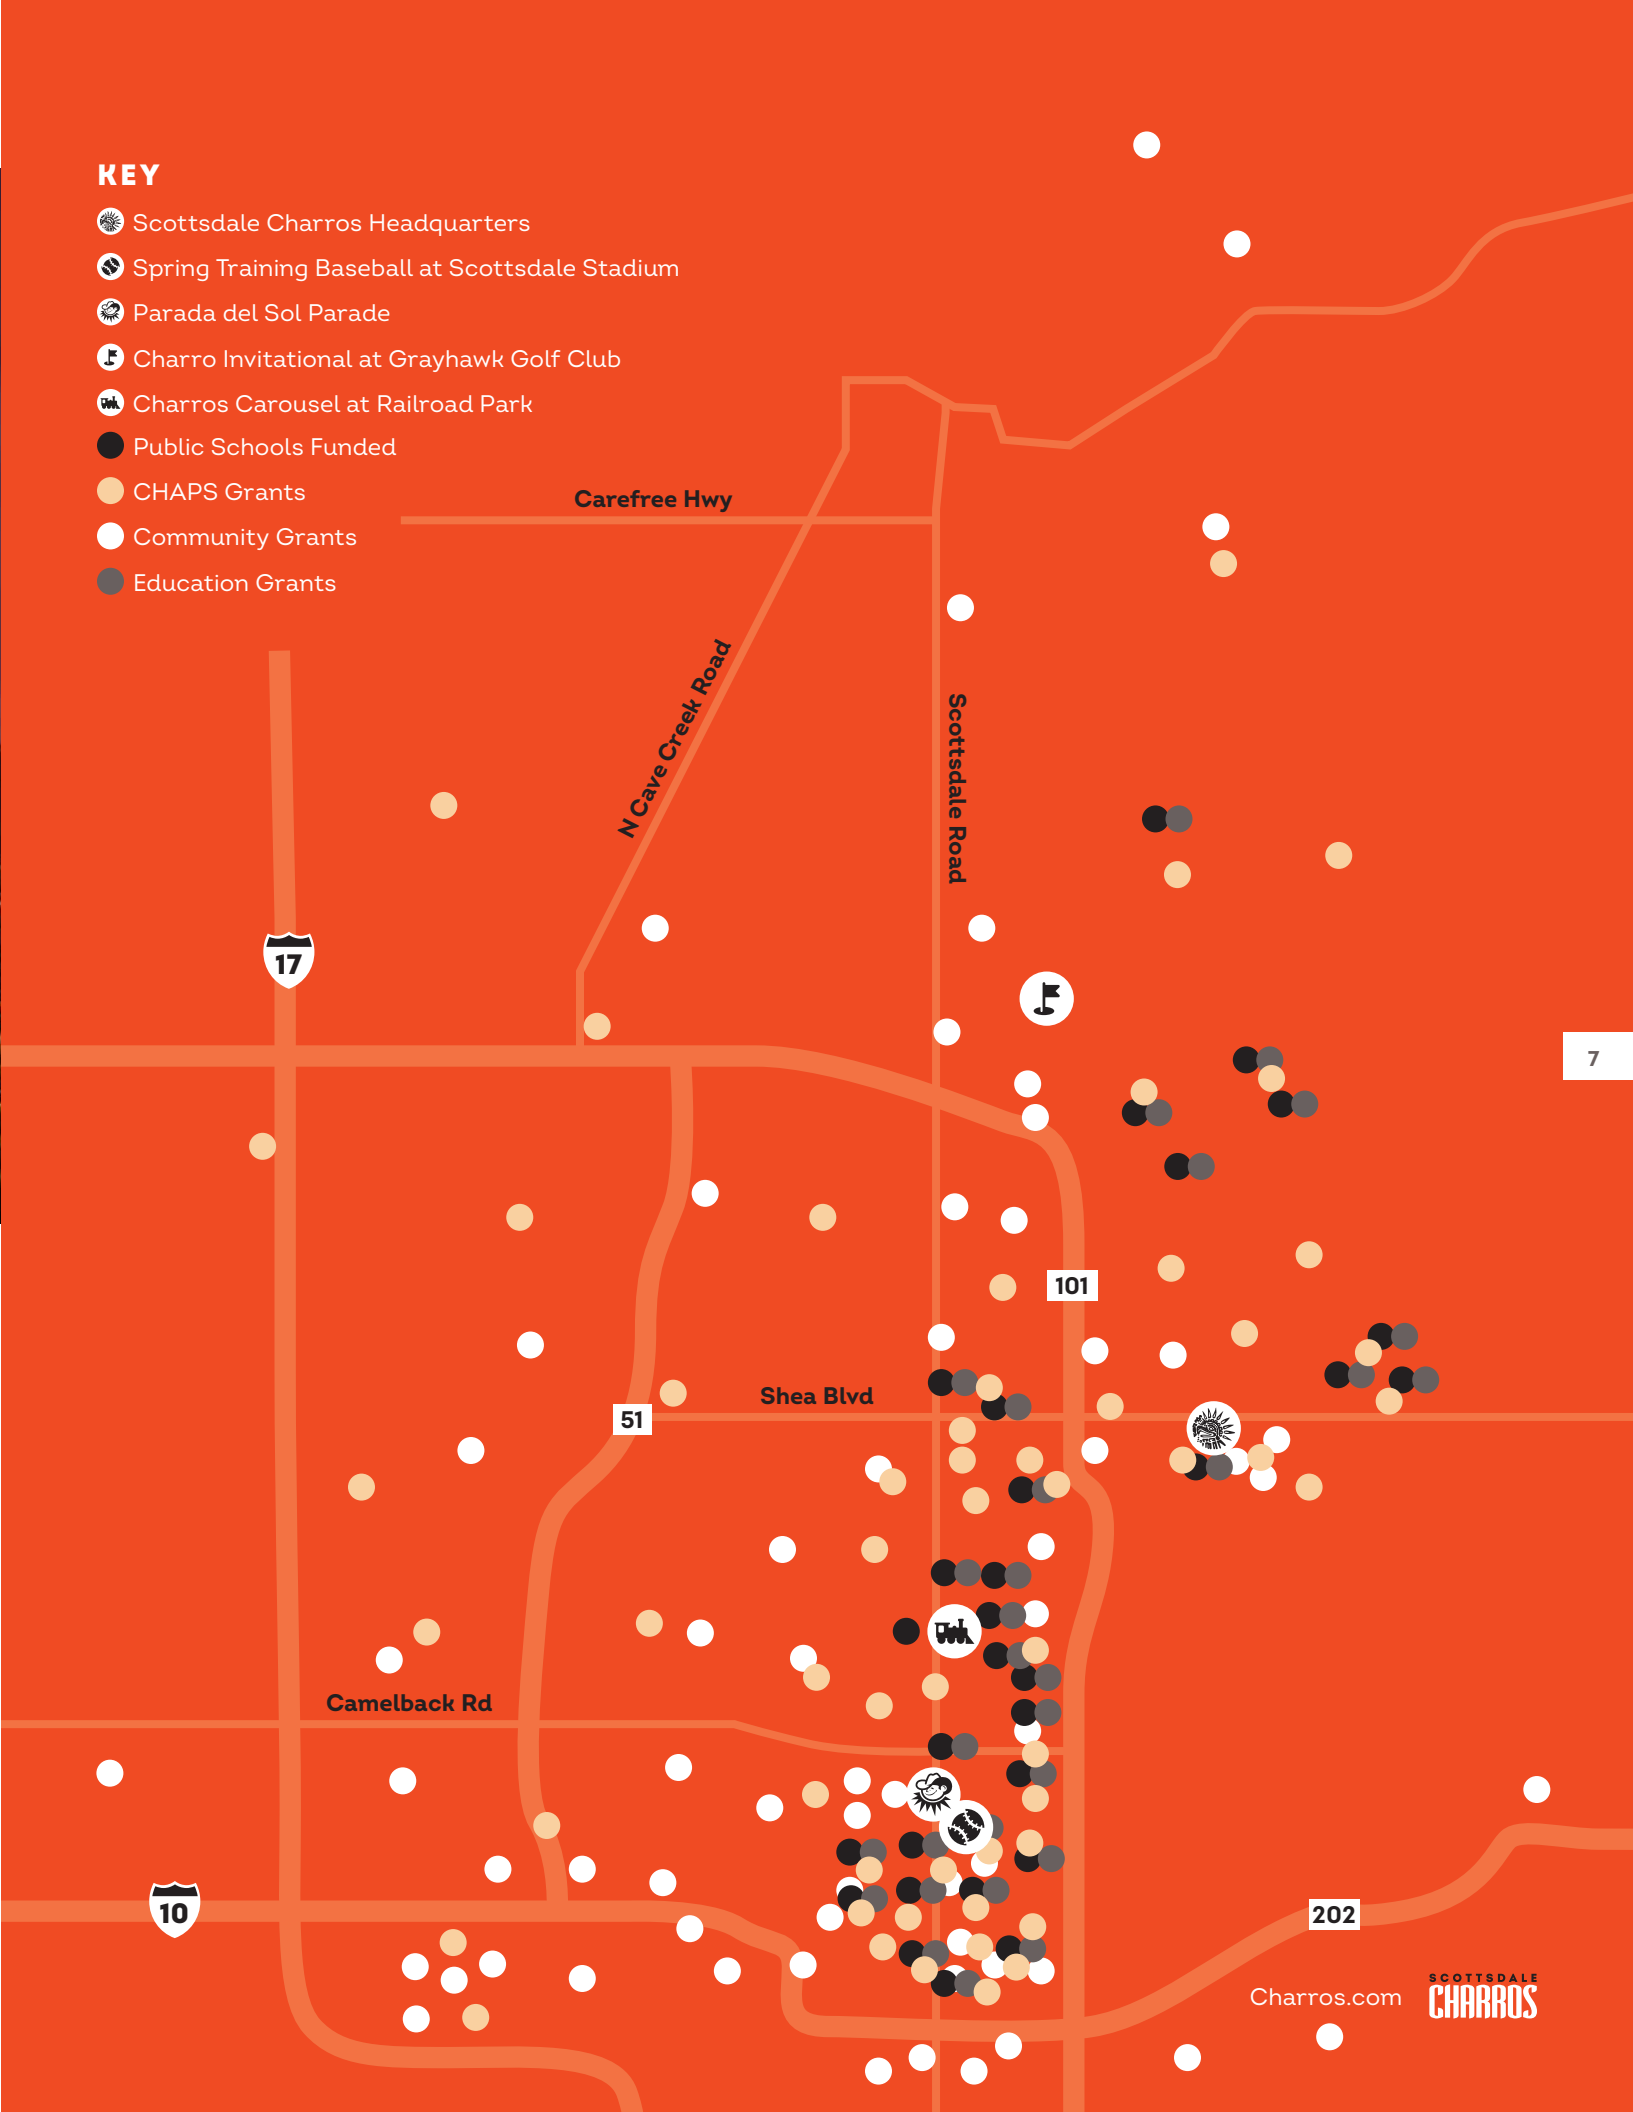 KEY
Scottsdale Charros Headquarters
Spring Training Baseball at Scottsdale Stadium
Parada del Sol Parade
Charro Invitational at Grayhawk Golf Club
Charros Carousel at Railroad Park
Public Schools Funded
CHAPS Grants
Community Grants
Education Grants
Carefree Hwy
N Cave Creek Road
Scottsdale Road
17
7
101
Shea Blvd
51
Camelback Rd
10
202
Charros.com
SCOTTSDALE
CHARROS